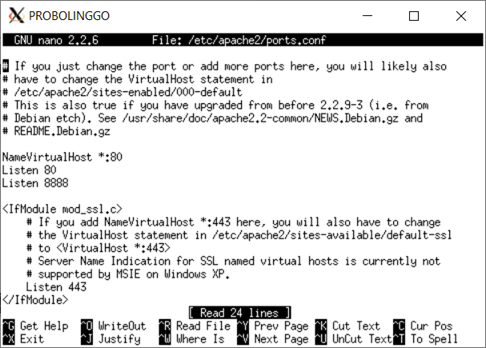 PROBOLINGGO
GNU nano 2.2.6 File: /etc/apache2/ports.conf
# If you just change the port or add more ports here, you will likely also
# have to change the VirtualHost statement in
# /etc/apache2/sites-enabled/000-default
# This is also true if you have upgraded from before 2.2.9-3 (i.e. from
# Debian etch). See /usr/share/doc/apache2.2-common/NEWS.Debian.gz and
# README.Debian.gz
NameVirtualHost *:80
Listen 80
Listen 8888
<IfModule mod_ssl.c>
# If you add NameVirtualHost *:443 here, you will also have to change
# the VirtualHost statement in /etc/apache2/sites-available/default-ssl
# to <VirtualHost *:443>
# Server Name Indication for SSL named virtual hosts is currently not
# supported by MSIE on Windows XP.
Listen 443
</IfModule>
[ Read 24 lines ]
^G Get Help ^O WriteOut ^R Read File ^Y Prev Page ^K Cut Text ^C Cur Pos
^X Exit ^J Justify ^W Where Is ^V Next Page ^U UnCut Text ^T To Spell